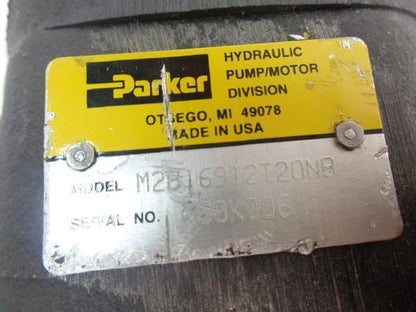 Parker
HYDRAULIC
PUMP/MOTOR
DIVISION
OTSEGO, MI 49078
MADE IN USA
MODEL M2B16912T20NB
SERIAL NO.